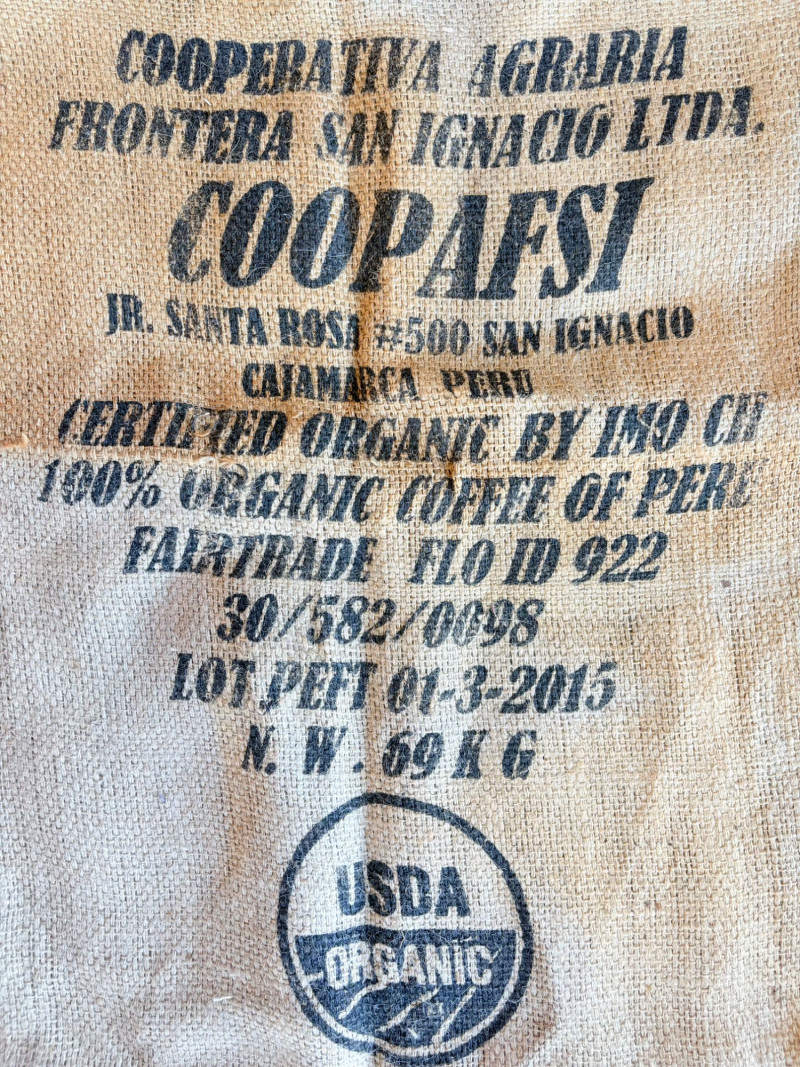 COOPERATIVA AGRARIA
FRONTERA SAN IGNACIO LTDA.
COOPAFSI
JR. SANTA ROSA #500 SAN IGNACIO
CAJAMARCA PERU
CERTIFIED ORGANIC BY IMO CH
100% ORGANIC COFFEE OF PERU
FAIRTRADE FLO ID 922
30/582/0098
LOT PEFT 01-3-2015
N. W. 69 K G
USDA
ORGANIC